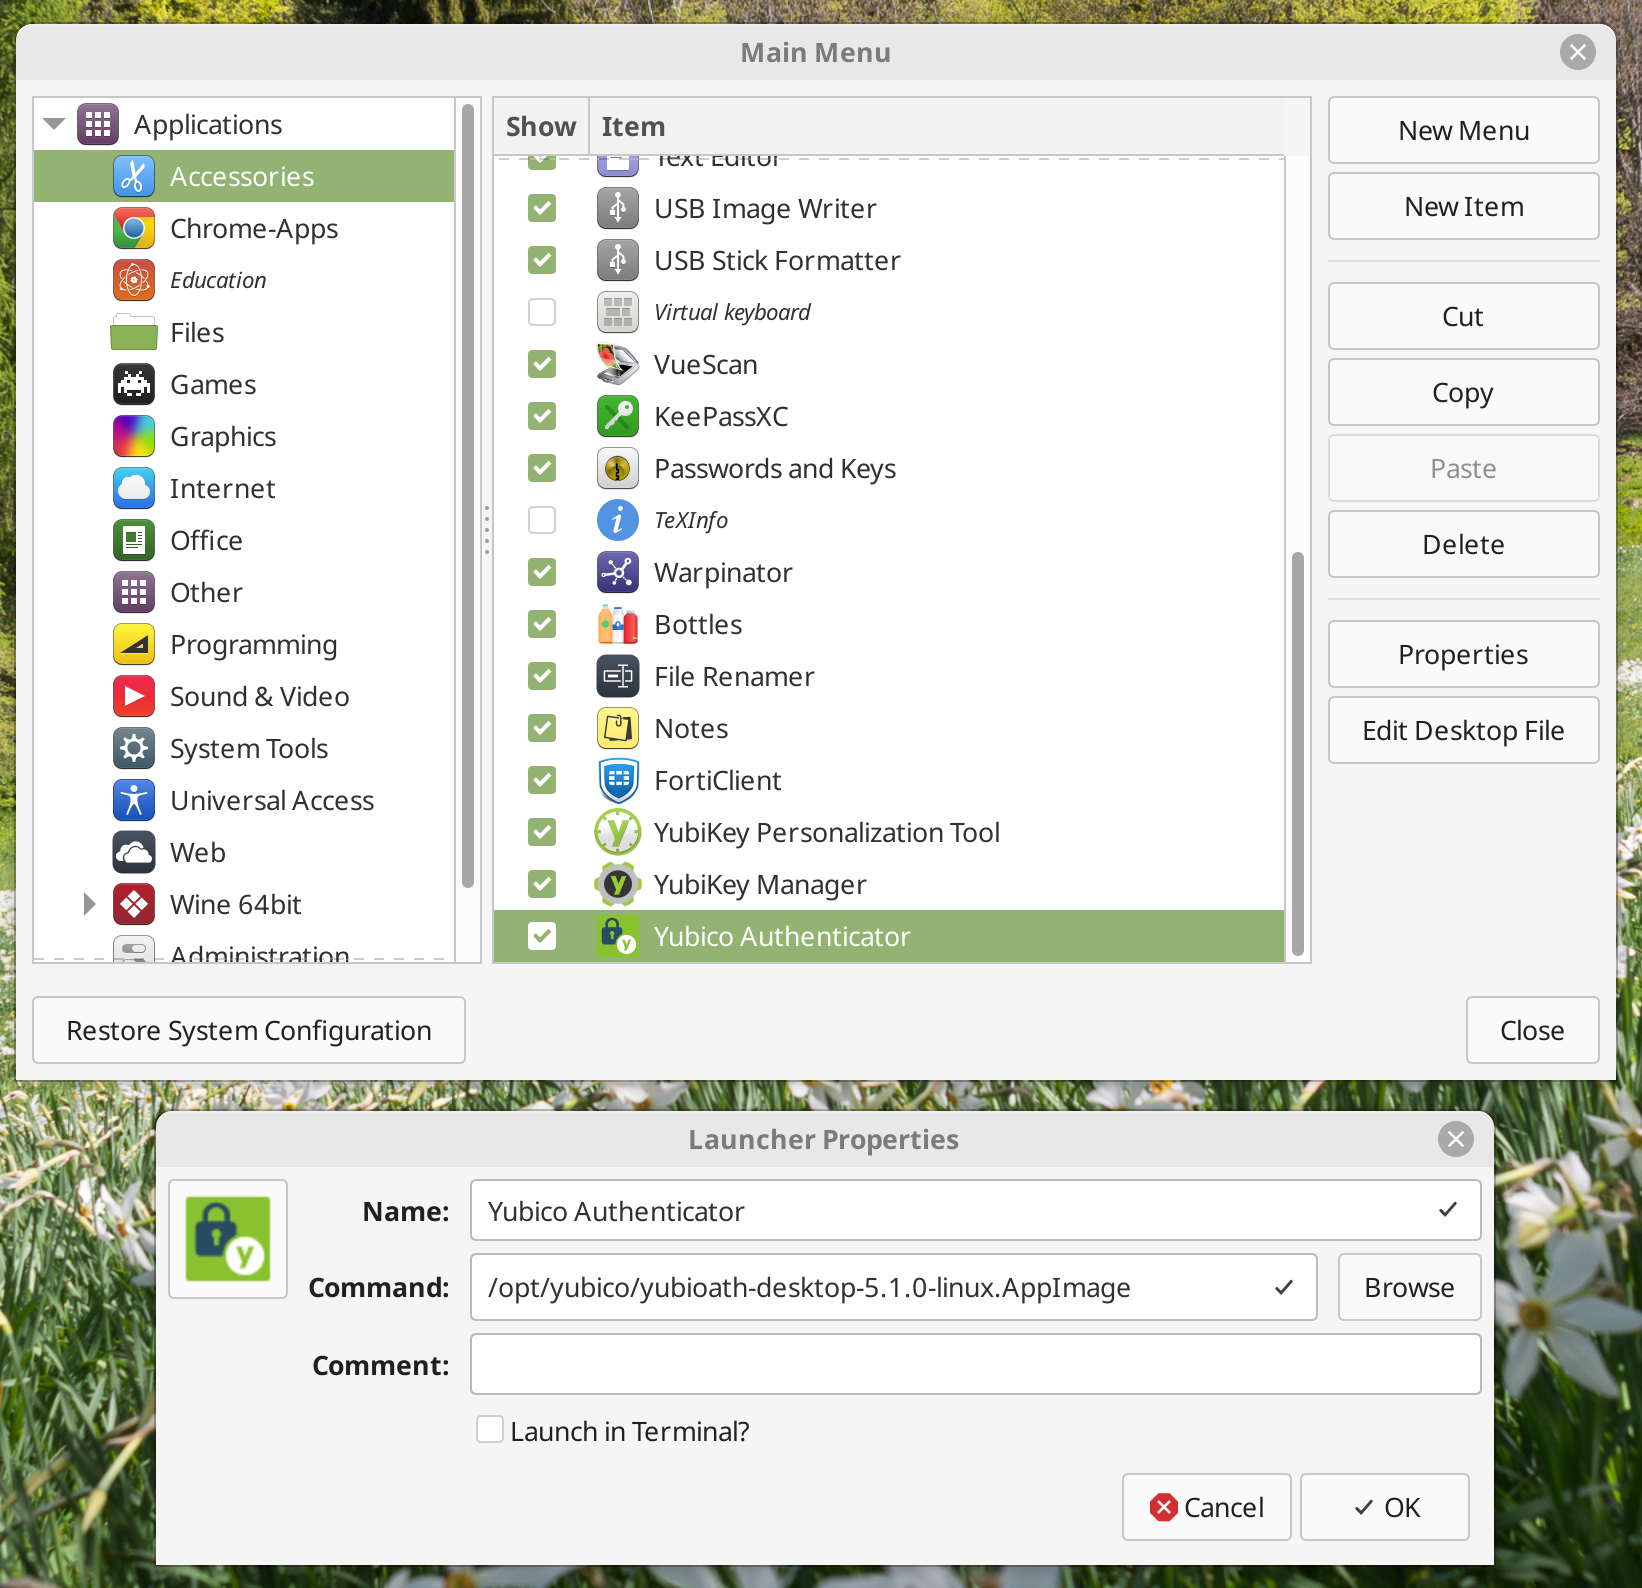 Main Menu
Applications
Accessories
Chrome-Apps
Education
Files
Games
Graphics
Internet
Office
Other
Programming
Sound & Video
System Tools
Universal Access
Web
Wine 64bit
Administration
Show Item
Text Editor
USB Image Writer
USB Stick Formatter
Virtual keyboard
VueScan
KeePassXC
Passwords and Keys
TeXInfo
Warpinator
Bottles
File Renamer
Notes
FortiClient
YubiKey Personalization Tool
YubiKey Manager
Yubico Authenticator
New Menu
New Item
Cut
Copy
Paste
Delete
Properties
Edit Desktop File
Restore System Configuration
Close
Launcher Properties
Name: Yubico Authenticator
Command: /opt/yubico/yubioath-desktop-5.1.0-linux.AppImage Browse
Comment:
Launch in Terminal?
Cancel OK